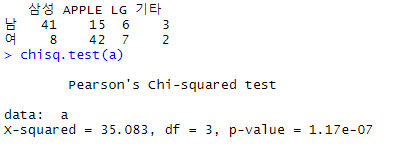 삼성 APPLE LG 기타
남 41 15 6 3
여 8 42 7 2
> chisq.test(a)
Pearson's Chi-squared test
data: a
X-squared = 35.083, df = 3, p-value = 1.17e-07